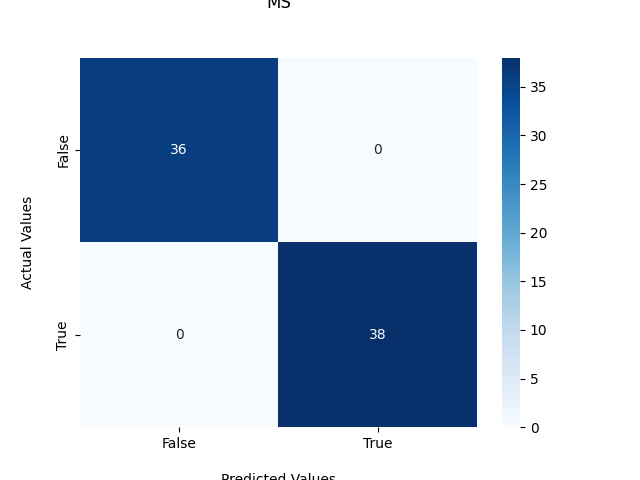 MS
Actual Values
False
36
0
True
0
38
False
True
Predicted Values
35
30
25
20
15
10
5
0